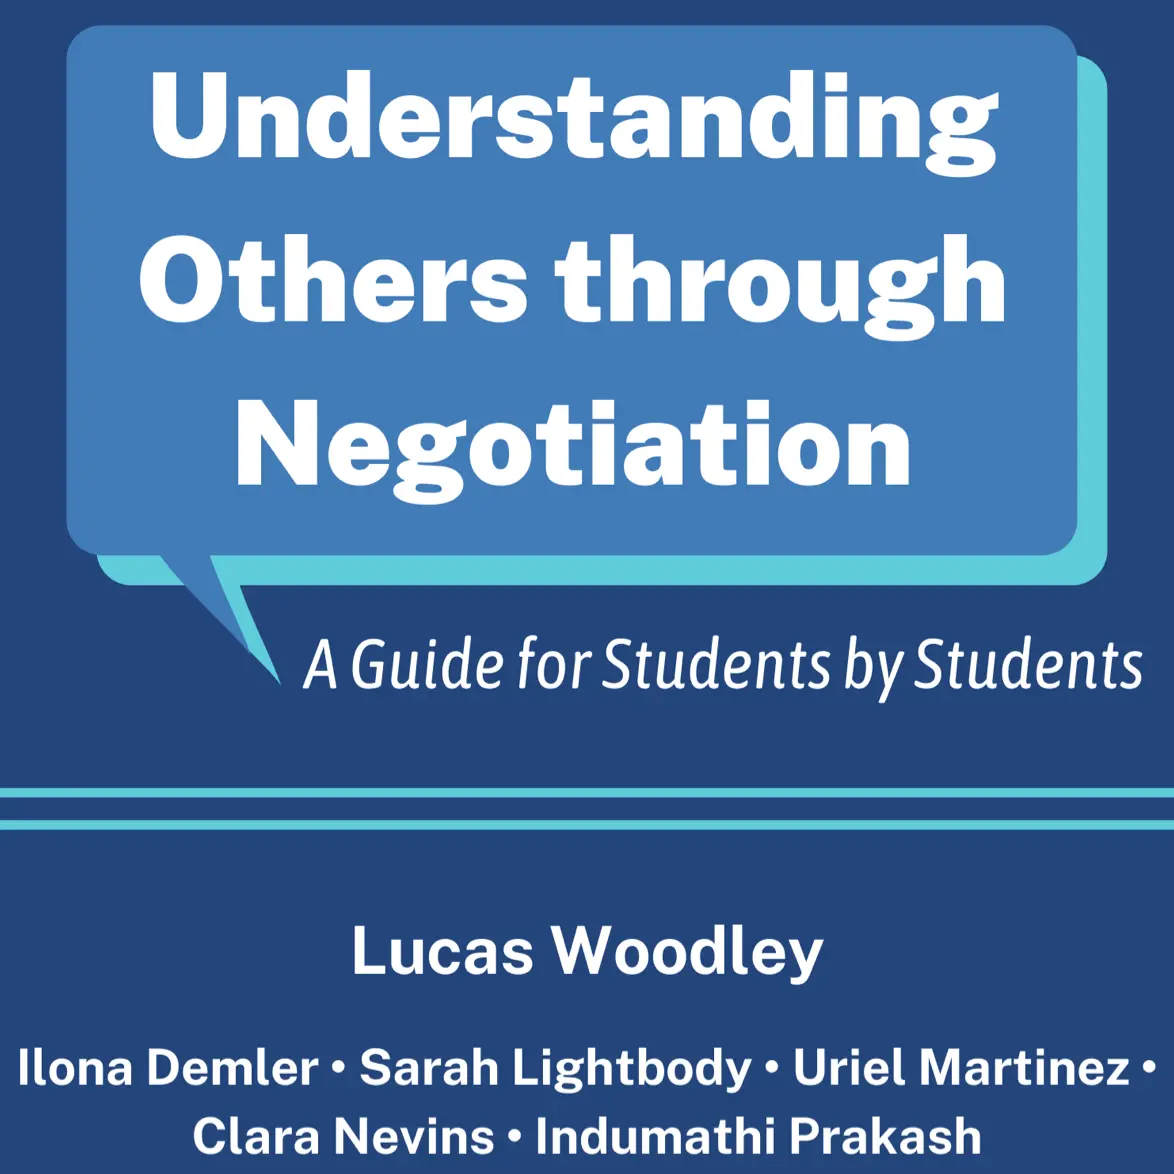 Understanding
Others through
Negotiation
A Guide for Students by Students
Lucas Woodley
Ilona Demler • Sarah Lightbody • Uriel Martinez •
Clara Nevins • Indumathi Prakash